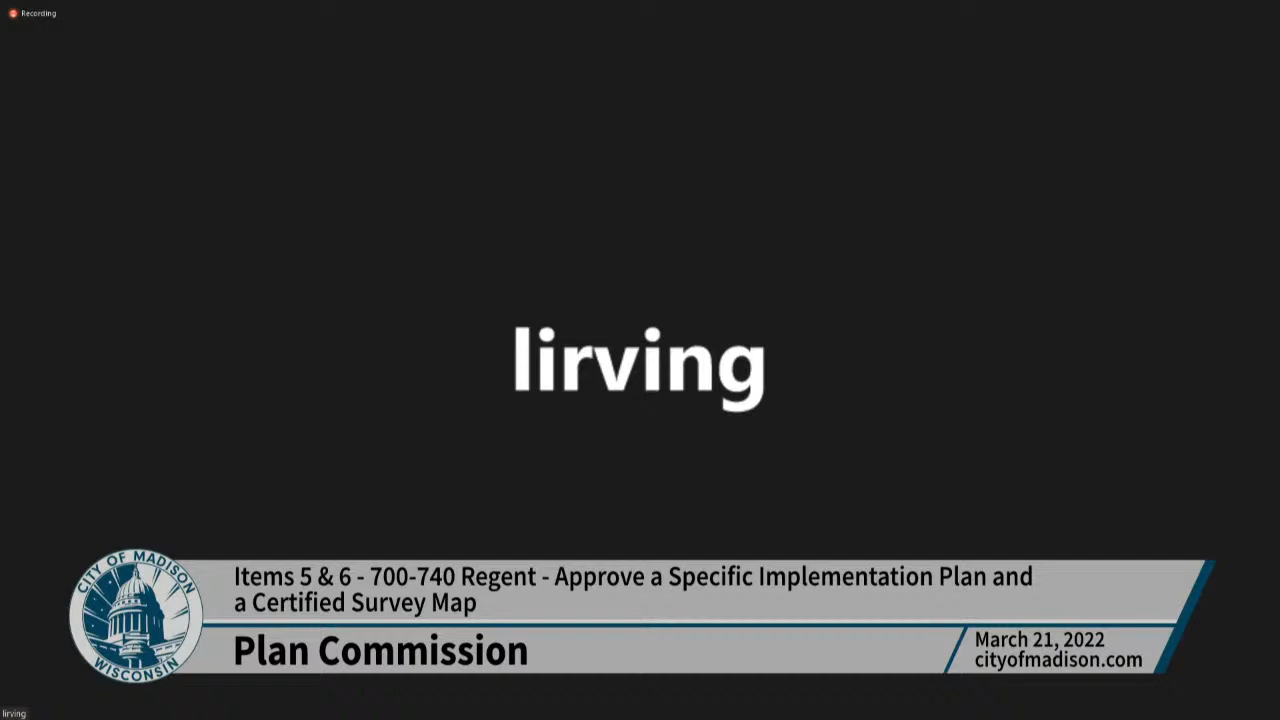 Recording
lirving
CITY OF MADISON
WISCONSIN
Items 5 & 6 - 700-740 Regent - Approve a Specific Implementation Plan and
a Certified Survey Map
Plan Commission
March 21, 2022
cityofmadison.com
lirving